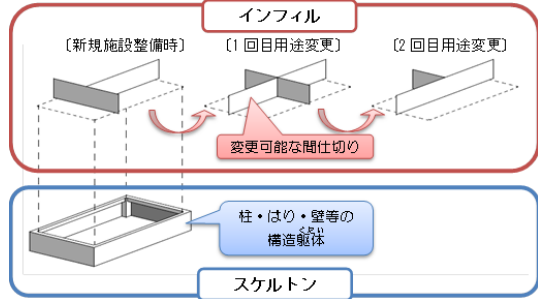 インフィル
〔新規施設整備時〕
〔1回目用途変更〕
〔2回目用途変更〕
変更可能な間仕切り
柱・はり・壁等の
構造躯体
くたい
スケルトン